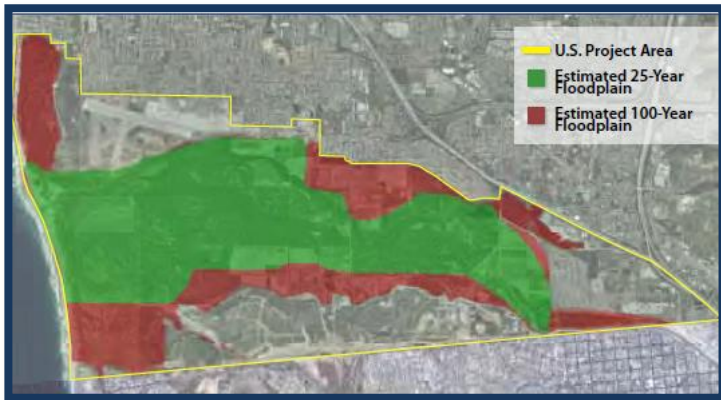 U.S. Project Area
Estimated 25-Year
Floodplain
Estimated 100-Year
Floodplain